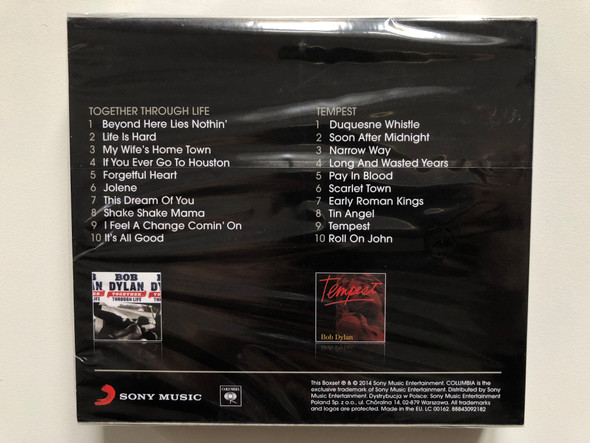 TOGETHER THROUGH LIFE
1 Beyond Here Lies Nothin'
2 Life Is Hard
3 My Wife's Home Town
4 If You Ever Go To Houston
5 Forgetful Heart
6 Jolene
7 This Dream Of You
8 Shake Shake Mama
9 I Feel A Change Comin' On
10 It's All Good
TEMPEST
1 Duquesne Whistle
2 Soon After Midnight
3 Narrow Way
4 Long And Wasted Years
5 Pay In Blood
6 Scarlet Town
7 Early Roman Kings
8 Tin Angel
9 Tempest
10 Roll On John
BOB
DYLAN
TOGETHER
THROUGH LIFE
Tempest
Bob Dylan
SONY MUSIC
COLUMBIA
This Boxset ℗ & © 2014 Sony Music Entertainment. COLUMBIA is the
exclusive trademark of Sony Music Entertainment. Distributed by Sony
Music Entertainment. Dystrybucja w Polsce: Sony Music Entertainment
Poland Sp. z o.o., ul. Chóralna 14, 02-879 Warszawa. All trademarks
and logos are protected. Made in the EU. LC 00162. 88843092182